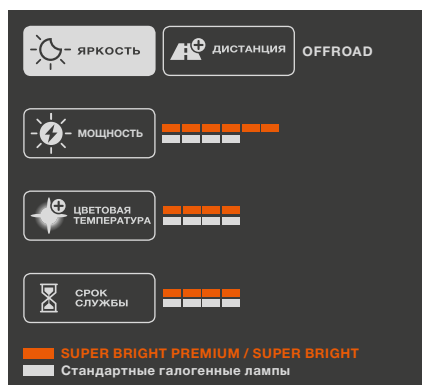 ЯРКОСТЬ
ДИСТАНЦИЯ
OFFROAD
МОЩНОСТЬ
ЦВЕТОВАЯ
ТЕМПЕРАТУРА
СРОК
СЛУЖБЫ
SUPER BRIGHT PREMIUM / SUPER BRIGHT
Стандартные галогенные лампы